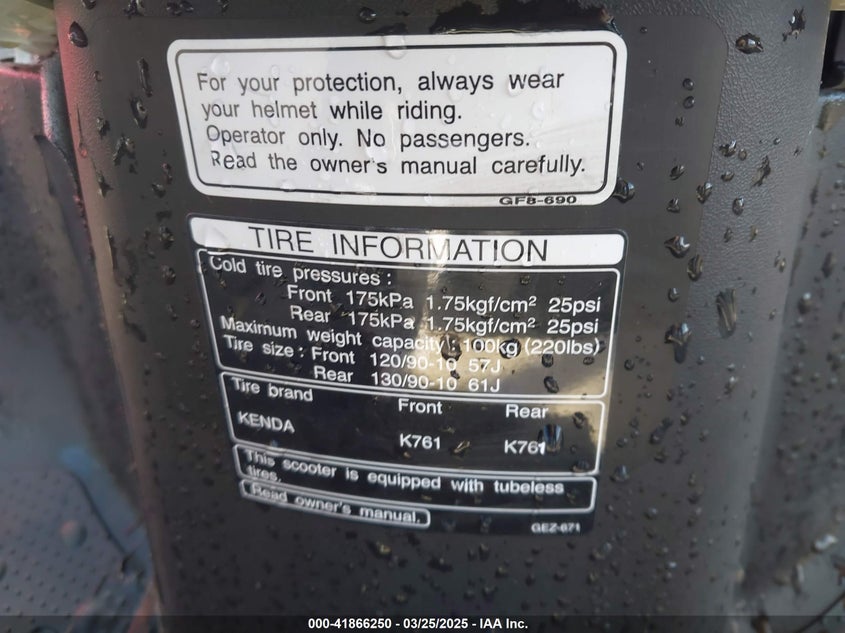 For your protection, always wear
your helmet while riding.
Operator only. No passengers.
Read the owner's manual carefully.
GF8-690
TIRE INFORMATION
Cold tire pressures :
Front 175kPa 1.75kgf/cm² 25psi
Rear 175kPa 1.75kgf/cm² 25psi
Maximum weight capacity : 100kg (220lbs)
Tire size : Front 120/90-10 57J
Rear 130/90-10 61J
Tire brand Front Rear
KENDA K761 K761
This scooter is equipped with tubeless
tires.
Read owner's manual.
GEZ-671
000-41866250 - 03/25/2025 - IAA Inc.